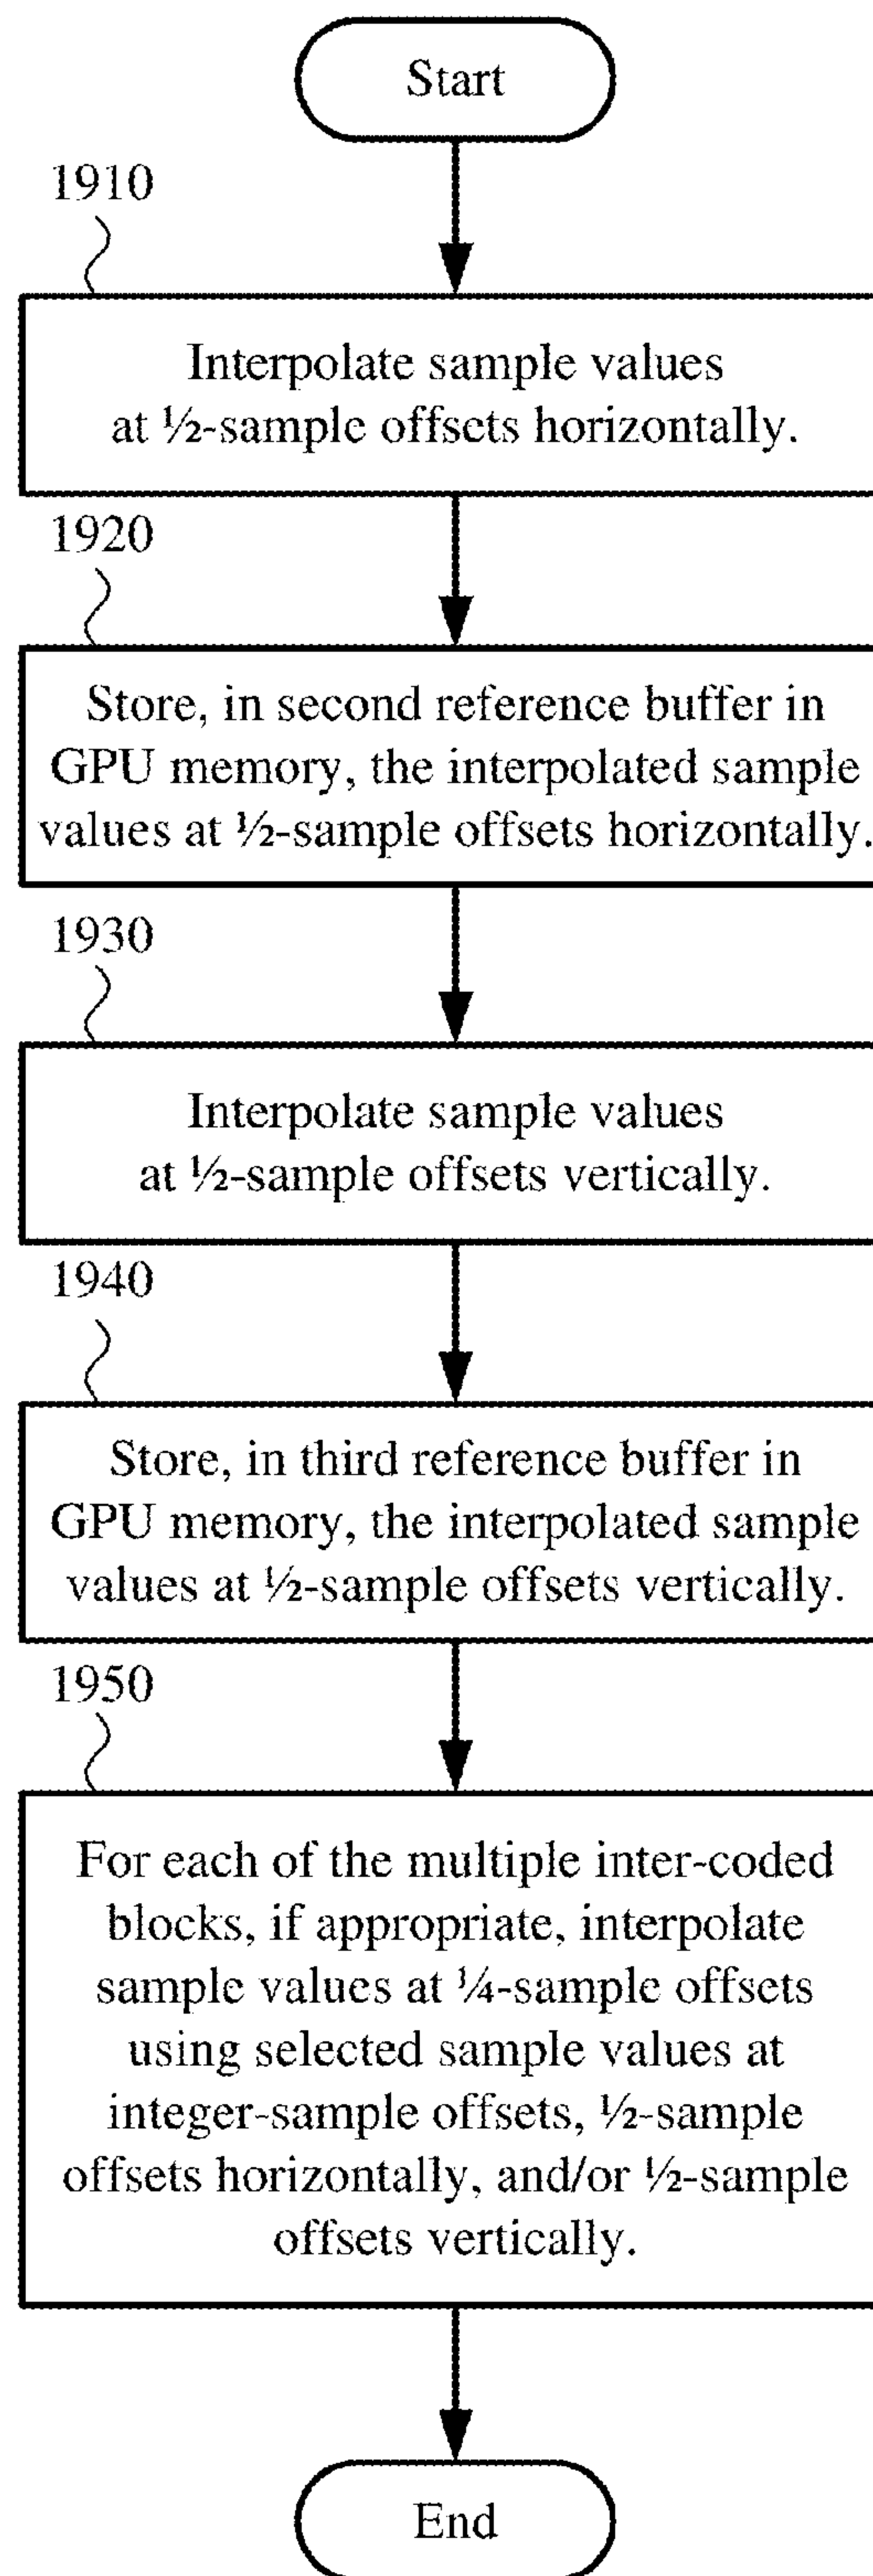 Start
1910
Interpolate sample values
at ½-sample offsets horizontally.
1920
Store, in second reference buffer in
GPU memory, the interpolated sample
values at ½-sample offsets horizontally.
1930
Interpolate sample values
at ½-sample offsets vertically.
1940
Store, in third reference buffer in
GPU memory, the interpolated sample
values at ½-sample offsets vertically.
1950
For each of the multiple inter-coded
blocks, if appropriate, interpolate
sample values at ¼-sample offsets
using selected sample values at
integer-sample offsets, ½-sample
offsets horizontally, and/or ½-sample
offsets vertically.
End